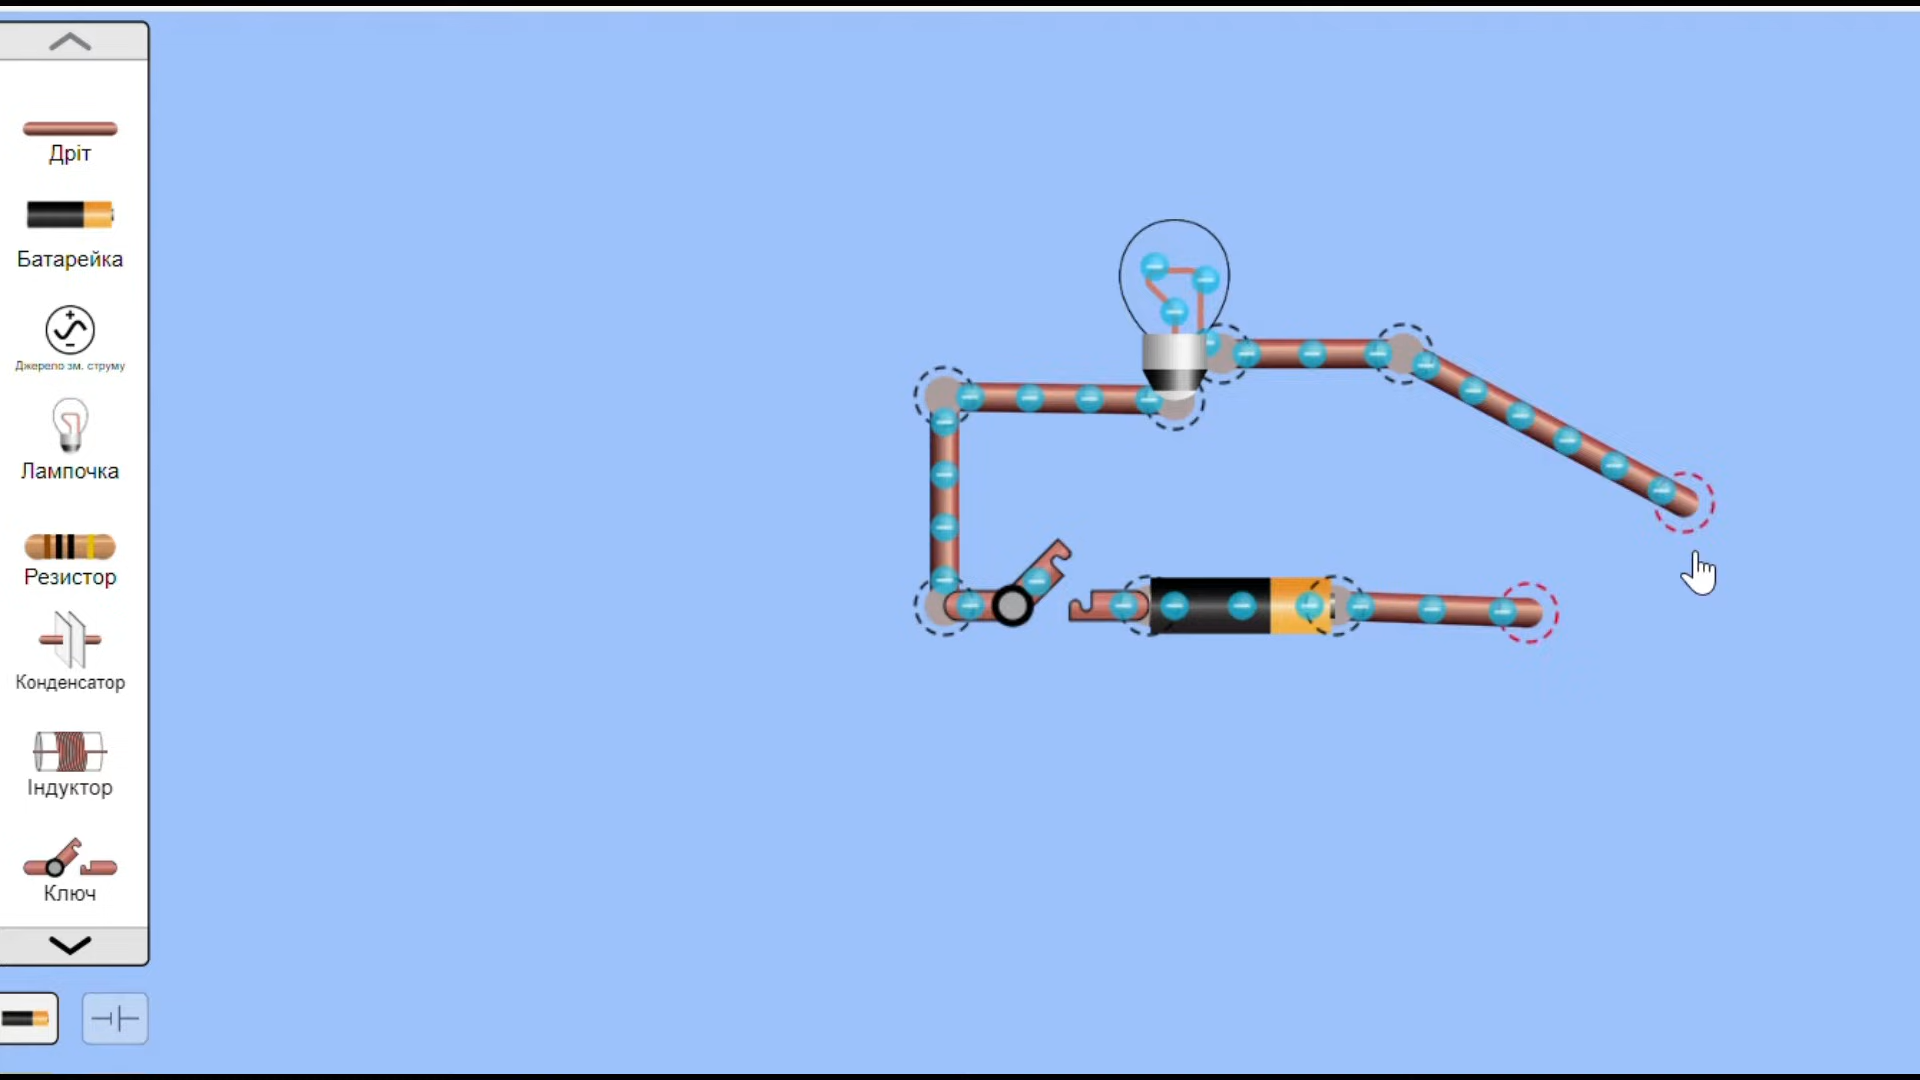 Дріт
Батарейка
Джерело зм. струму
Лампочка
Резистор
Конденсатор
Індуктор
Ключ